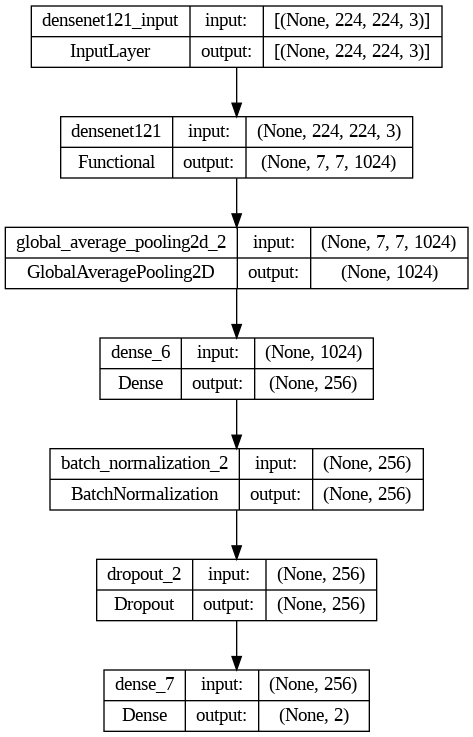 densenet121_input input: [(None, 224, 224, 3)]
InputLayer output: [(None, 224, 224, 3)]
densenet121 input: (None, 224, 224, 3)
Functional output: (None, 7, 7, 1024)
global_average_pooling2d_2 input: (None, 7, 7, 1024)
GlobalAveragePooling2D output: (None, 1024)
dense_6 input: (None, 1024)
Dense output: (None, 256)
batch_normalization_2 input: (None, 256)
BatchNormalization output: (None, 256)
dropout_2 input: (None, 256)
Dropout output: (None, 256)
dense_7 input: (None, 256)
Dense output: (None, 2)